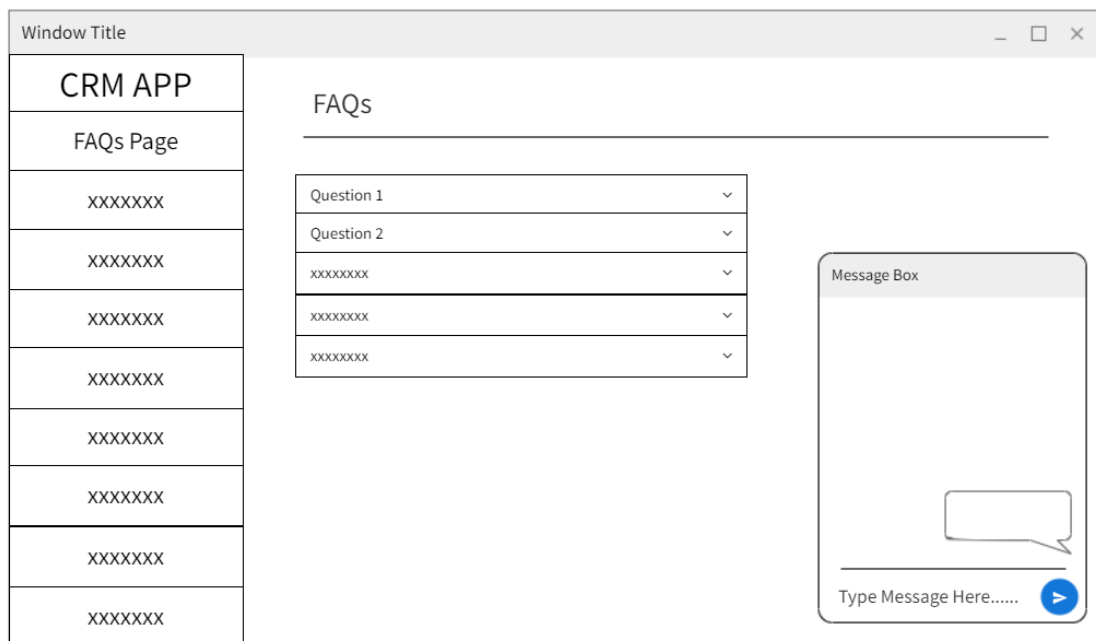 Window Title
CRM APP
FAQs Page
xxxxxxx
xxxxxxx
xxxxxxx
xxxxxxx
xxxxxxx
xxxxxxx
xxxxxxx
xxxxxxx
FAQs
Question 1
Question 2
xxxxxxxx
xxxxxxxx
xxxxxxxx
Message Box
Type Message Here......